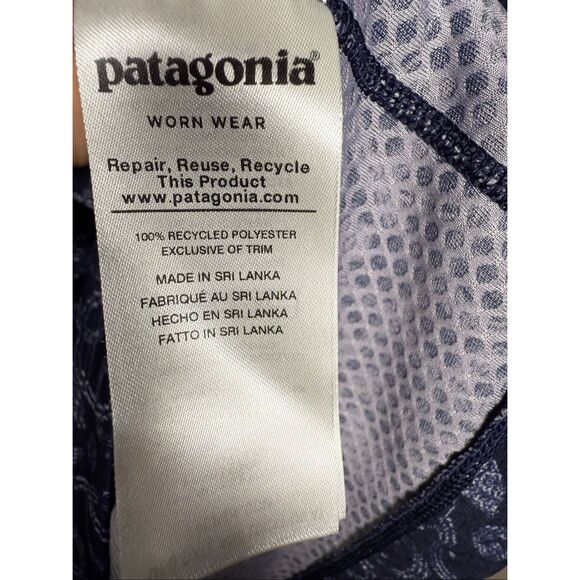 patagonia®
WORN WEAR
Repair, Reuse, Recycle
This Product
www.patagonia.com
100% RECYCLED POLYESTER
EXCLUSIVE OF TRIM
MADE IN SRI LANKA
FABRIQUÉ AU SRI LANKA
HECHO EN SRI LANKA
FATTO IN SRI LANKA